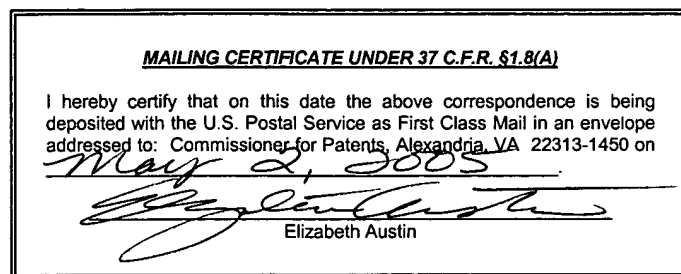 MAILING CERTIFICATE UNDER 37 C.F.R. §1.8(A)
I hereby certify that on this date the above correspondence is being
deposited with the U.S. Postal Service as First Class Mail in an envelope
addressed to: Commissioner for Patents, Alexandria, VA 22313-1450 on
May 2, 2005.
Elizabeth Austin
Elizabeth Austin